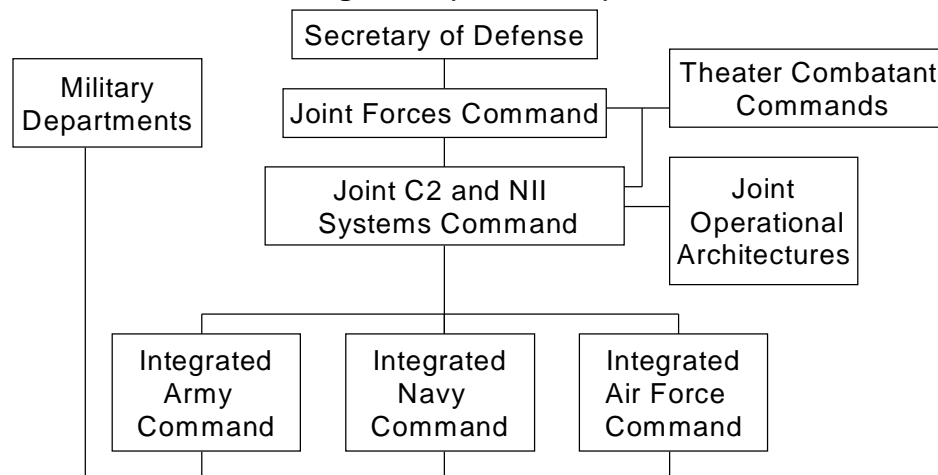 Secretary of Defense
Military
Departments
Theater Combatant
Commands
Joint Forces Command
Joint C2 and NII
Systems Command
Joint
Operational
Architectures
Integrated
Army
Command
Integrated
Navy
Command
Integrated
Air Force
Command